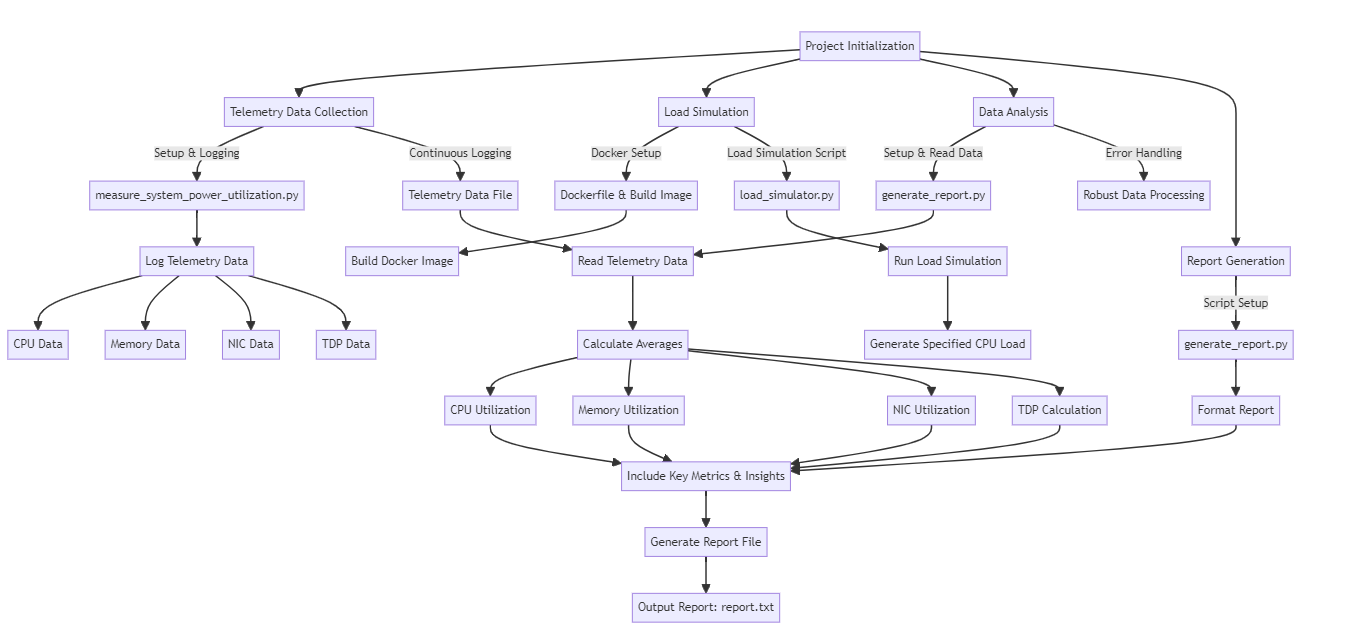 Project Initialization
Telemetry Data Collection
Load Simulation
Data Analysis
Setup & Logging
Continuous Logging
Docker Setup
Load Simulation Script
Setup & Read Data
Error Handling
measure_system_power_utilization.py
Telemetry Data File
Dockerfile & Build Image
load_simulator.py
generate_report.py
Robust Data Processing
Log Telemetry Data
Build Docker Image
Read Telemetry Data
Run Load Simulation
Report Generation
Script Setup
CPU Data
Memory Data
NIC Data
TDP Data
Calculate Averages
Generate Specified CPU Load
generate_report.py
CPU Utilization
Memory Utilization
NIC Utilization
TDP Calculation
Format Report
Include Key Metrics & Insights
Generate Report File
Output Report: report.txt